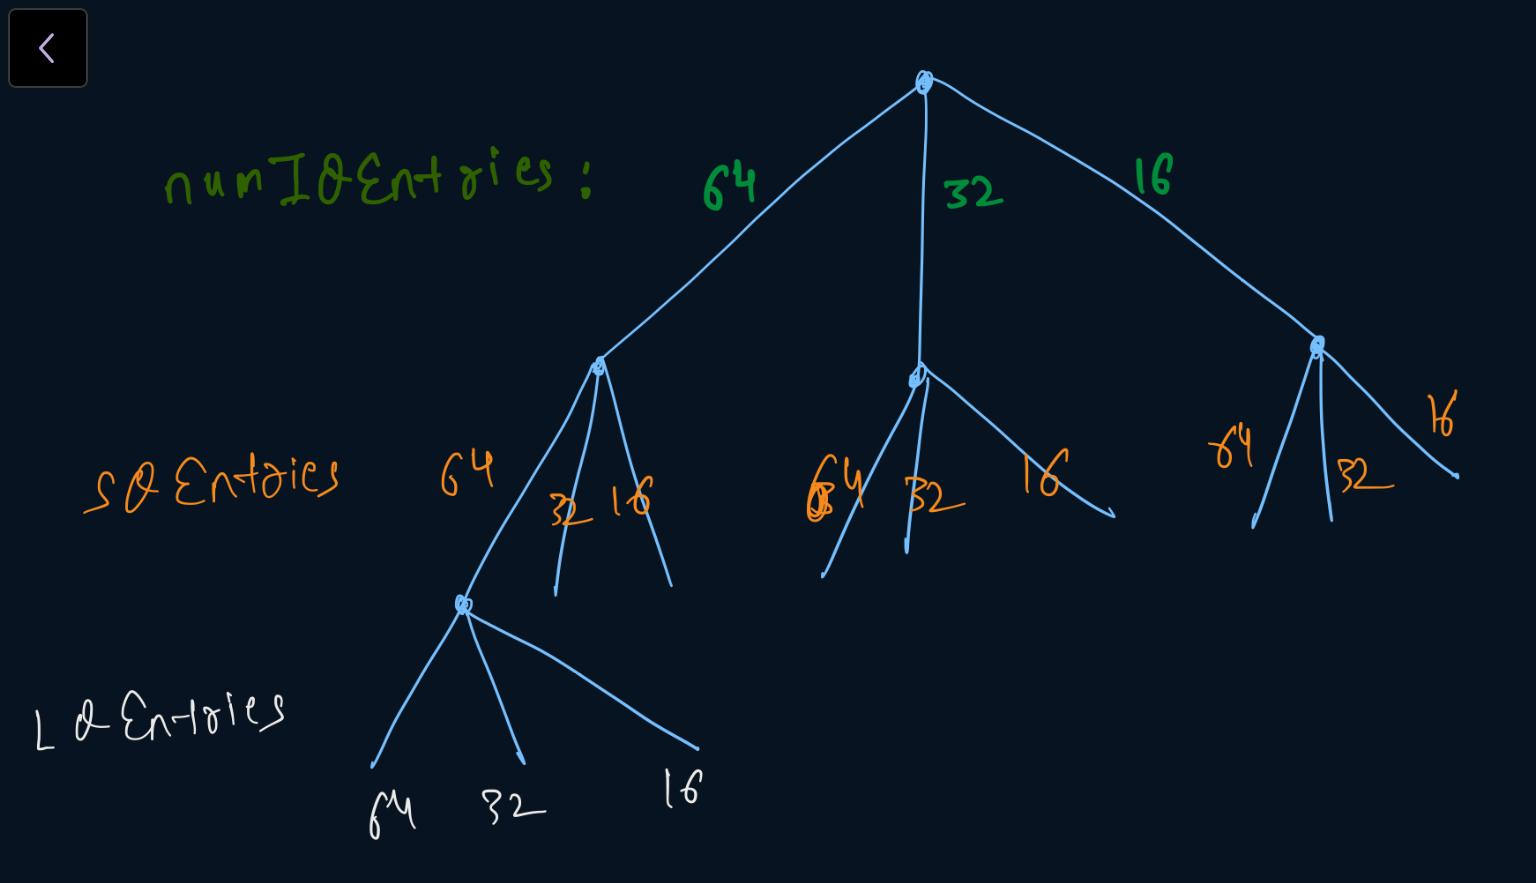 numIQEntries: 64 32 16
SQEntries 64 32 16 64 32 16 64 32 16
LQEntries
64 32 16